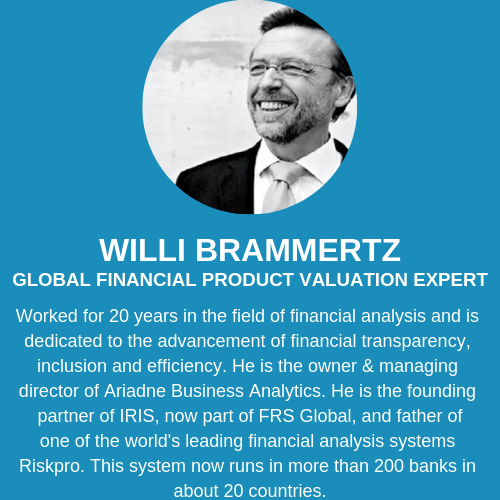 WILLI BRAMMERTZ
GLOBAL FINANCIAL PRODUCT VALUATION EXPERT
Worked for 20 years in the field of financial analysis and is
dedicated to the advancement of financial transparency,
inclusion and efficiency. He is the owner & managing
director of Ariadne Business Analytics. He is the founding
partner of IRIS, now part of FRS Global, and father of
one of the world's leading financial analysis systems
Riskpro. This system now runs in more than 200 banks in
about 20 countries.